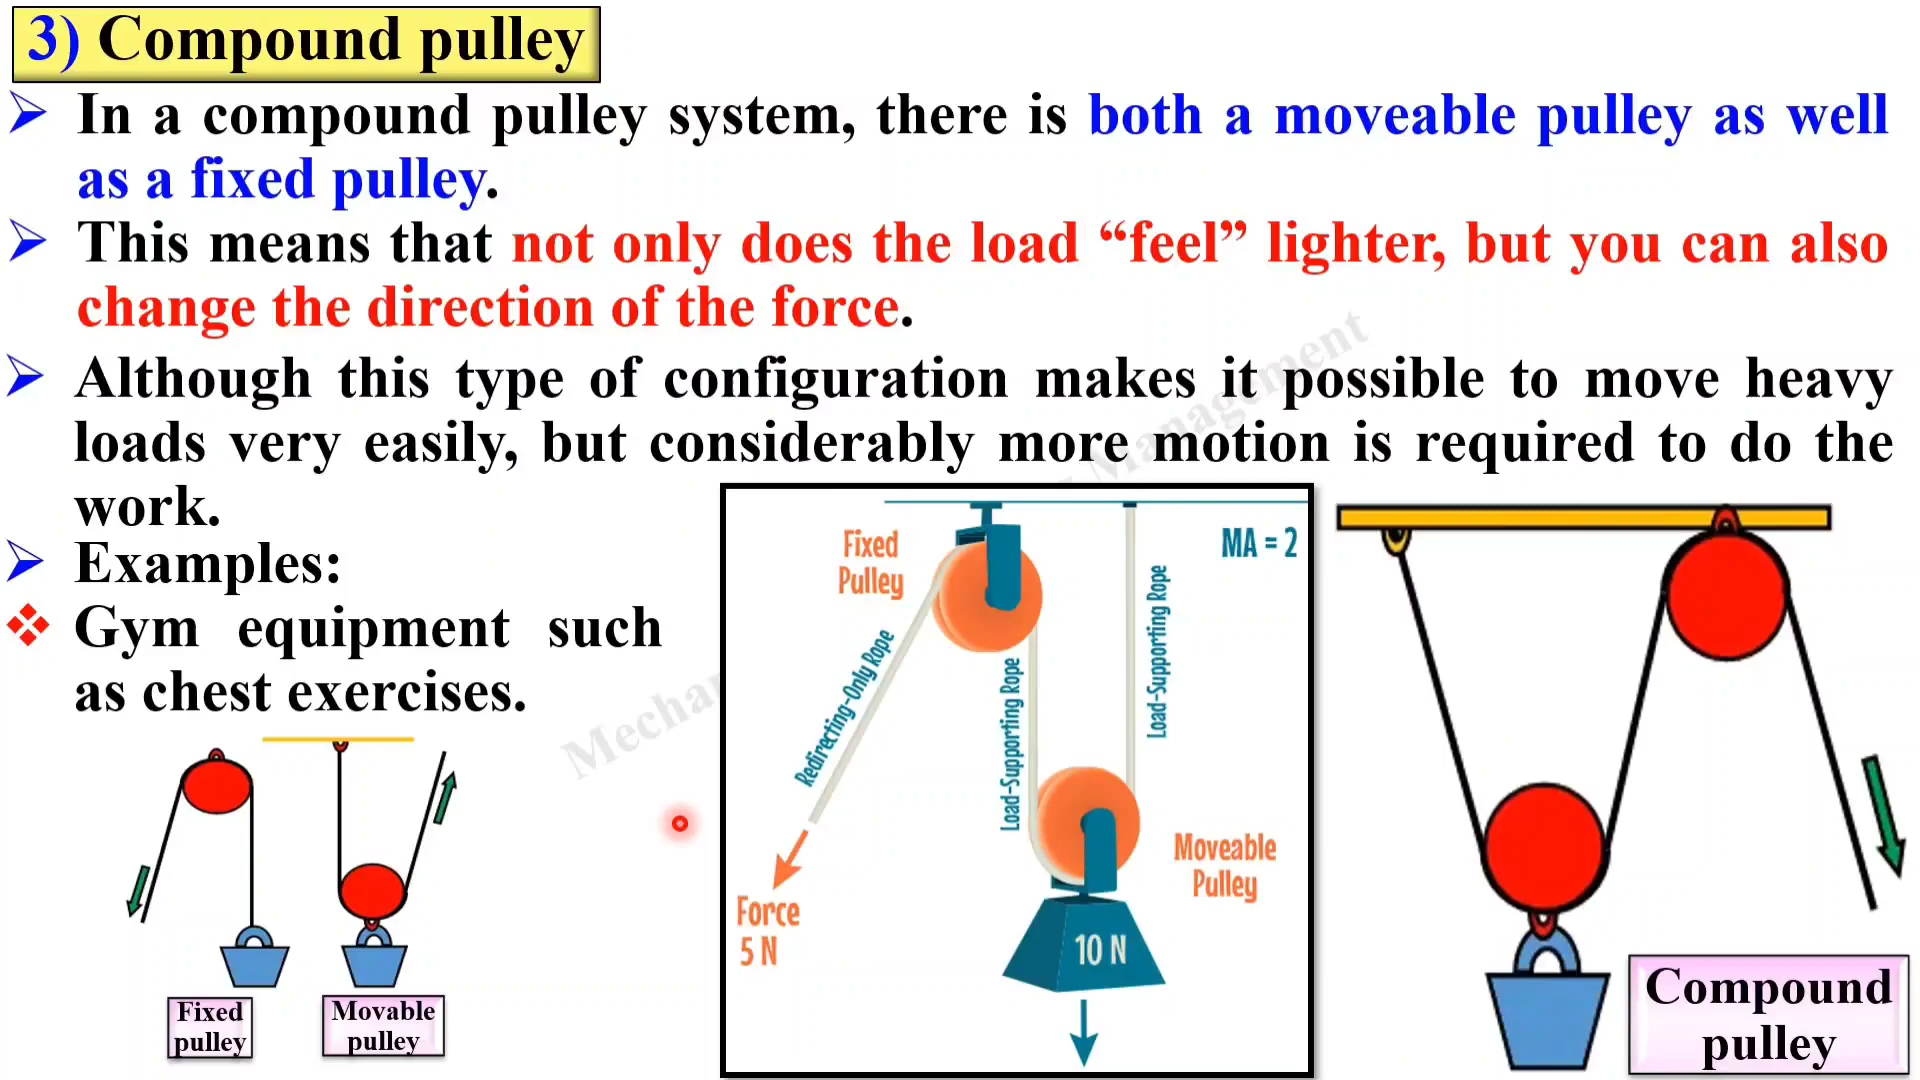 3) Compound pulley
➢ In a compound pulley system, there is both a moveable pulley as well
as a fixed pulley.
➢ This means that not only does the load “feel” lighter, but you can also
change the direction of the force.
➢ Although this type of configuration makes it possible to move heavy
loads very easily, but considerably more motion is required to do the
work.
➢ Examples:
❖ Gym equipment such
as chest exercises.
Fixed
pulley
Movable
pulley
Fixed
Pulley
MA = 2
Redirecting-Only Rope
Load-Supporting Rope
Load-Supporting Rope
Moveable
Pulley
Force
5 N
10 N
Compound
pulley
Management